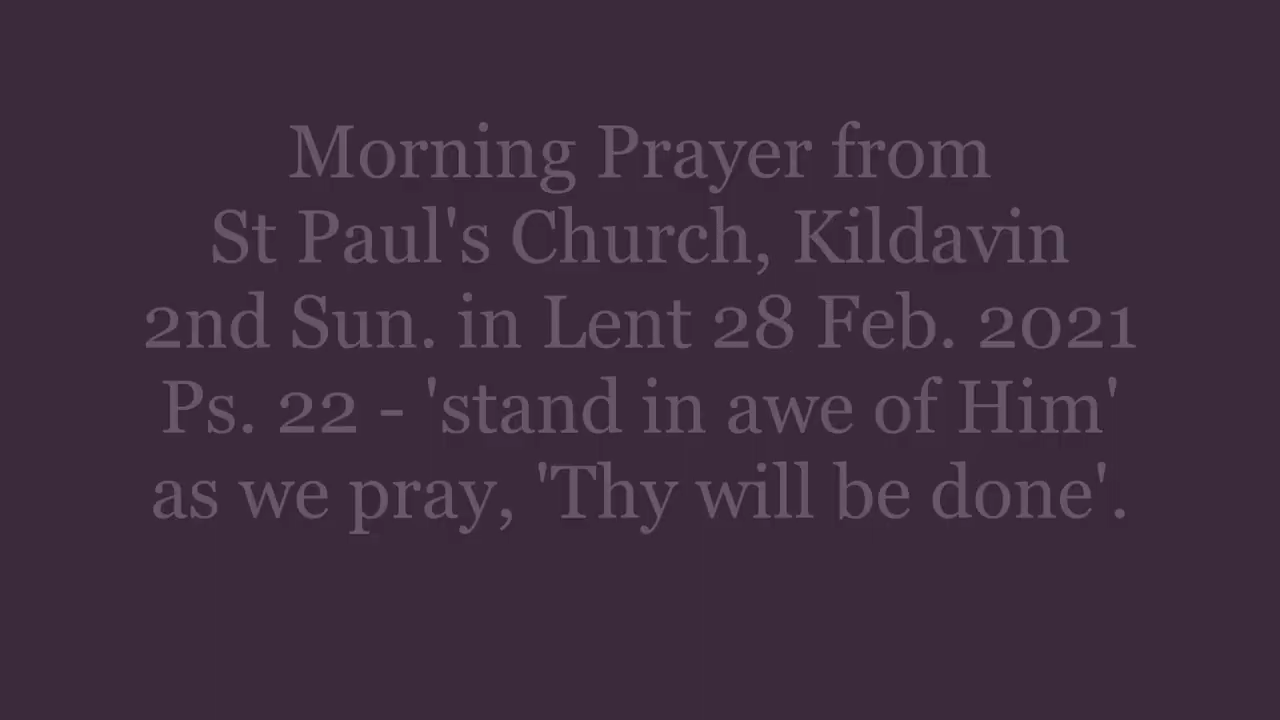 Morning Prayer from
St Paul's Church, Kildavin
2nd Sun. in Lent 28 Feb. 2021
Ps. 22 - 'stand in awe of Him'
as we pray, 'Thy will be done'.